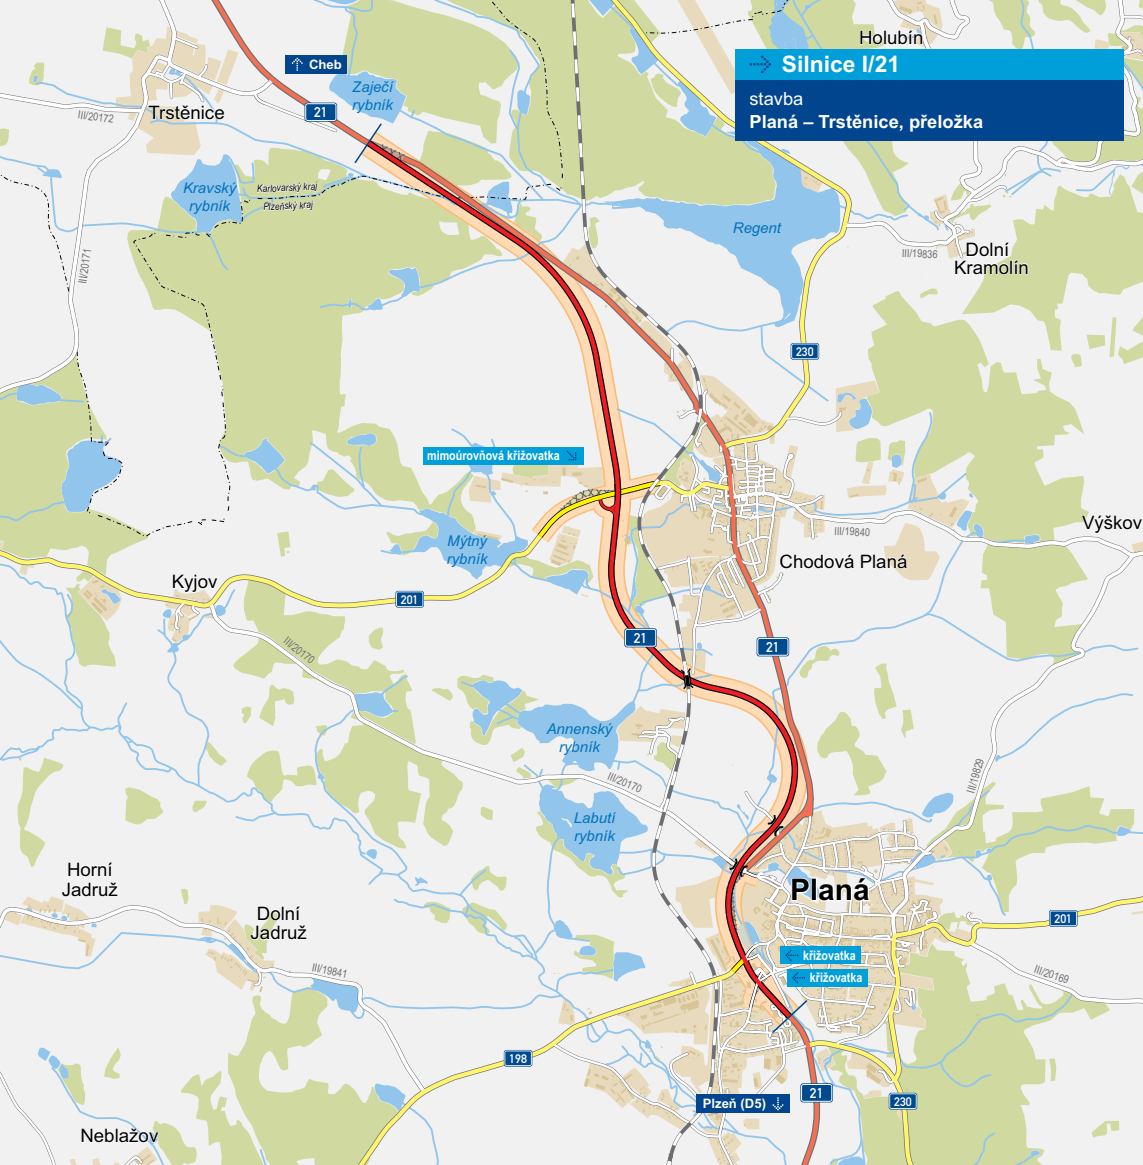 Holubín
Silnice I/21
Cheb
Zaječí
rybník
stavba
21
Trstěnice
III/20172
Planá – Trstěnice, přeložka
Kravský
rybník
Karlovarský kraj
Plzeňský kraj
Regent
III/19836
Dolní
Kramolín
III/20171
230
mimoúrovňová křižovatka
Výškov
III/19840
Mýtný
rybník
Chodová Planá
Kyjov
201
21
21
III/20170
Annenský
rybník
III/20170
III/19829
Labutí
rybník
Horní
Jadruž
Planá
Dolní
Jadruž
201
křižovatka
křižovatka
III/19841
III/20169
198
21
Plzeň (D5)
230
Neblažov